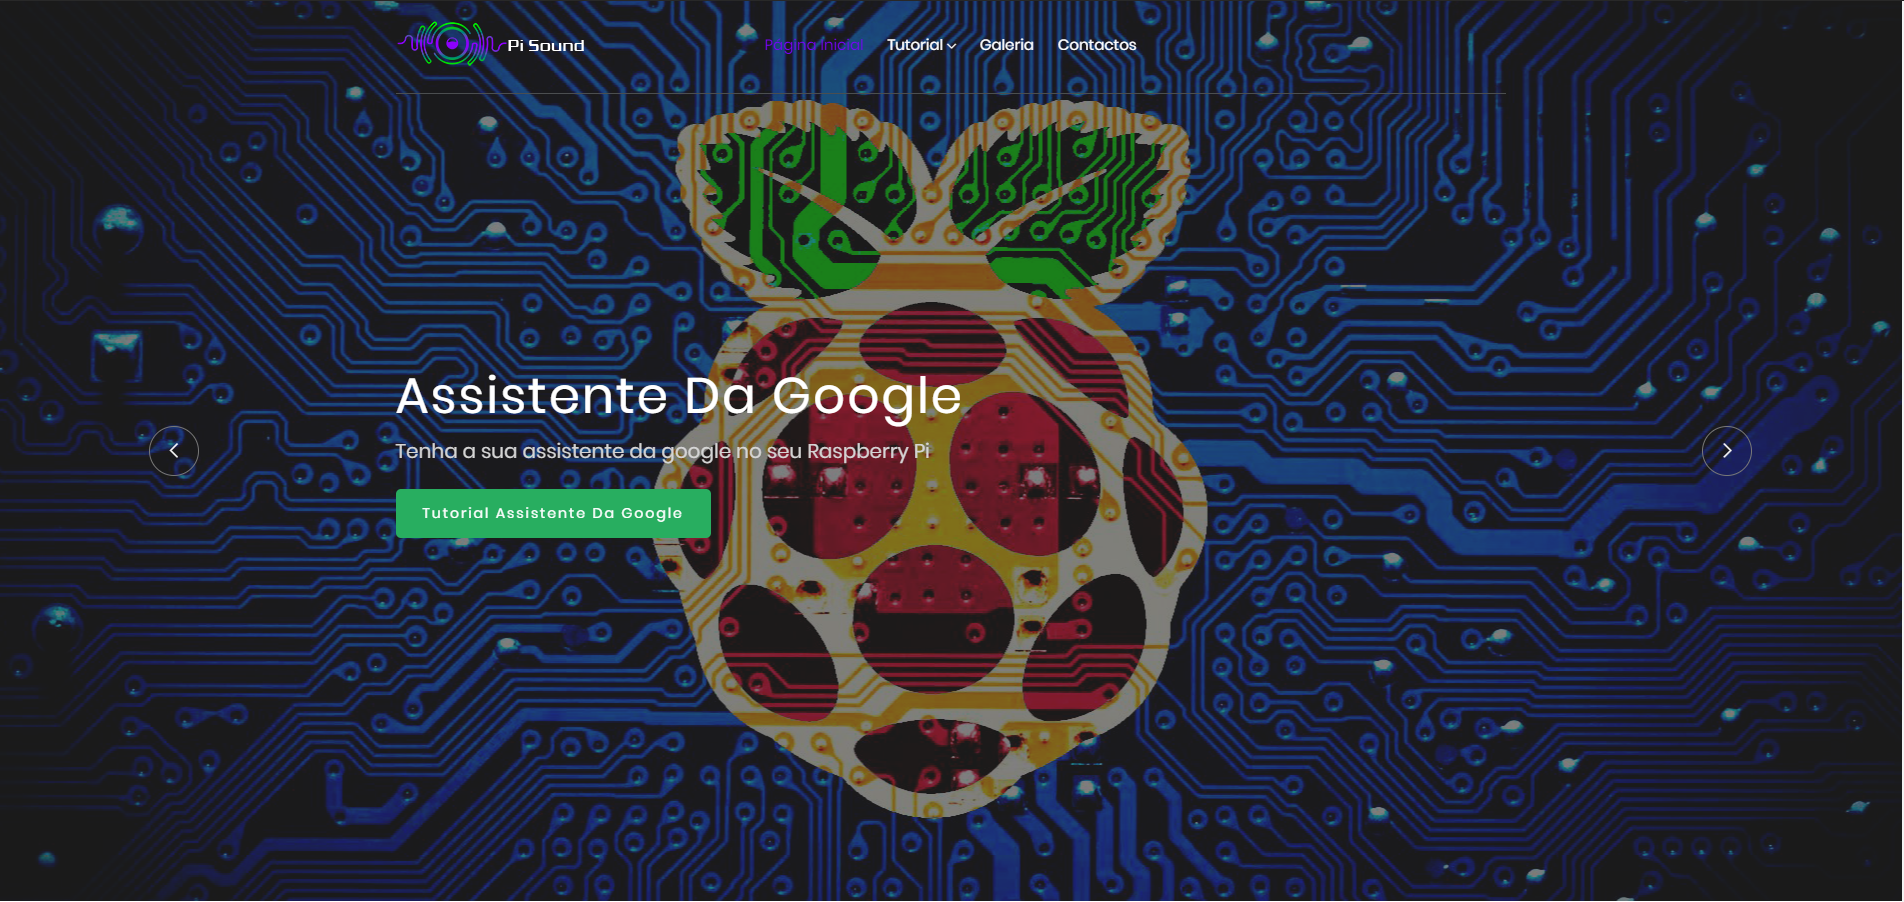 Pi Sound
Página Inicial
Tutorial
Galeria
Contactos
Assistente Da Google
Tenha a sua assistente da google no seu Raspberry Pi
Tutorial Assistente Da Google